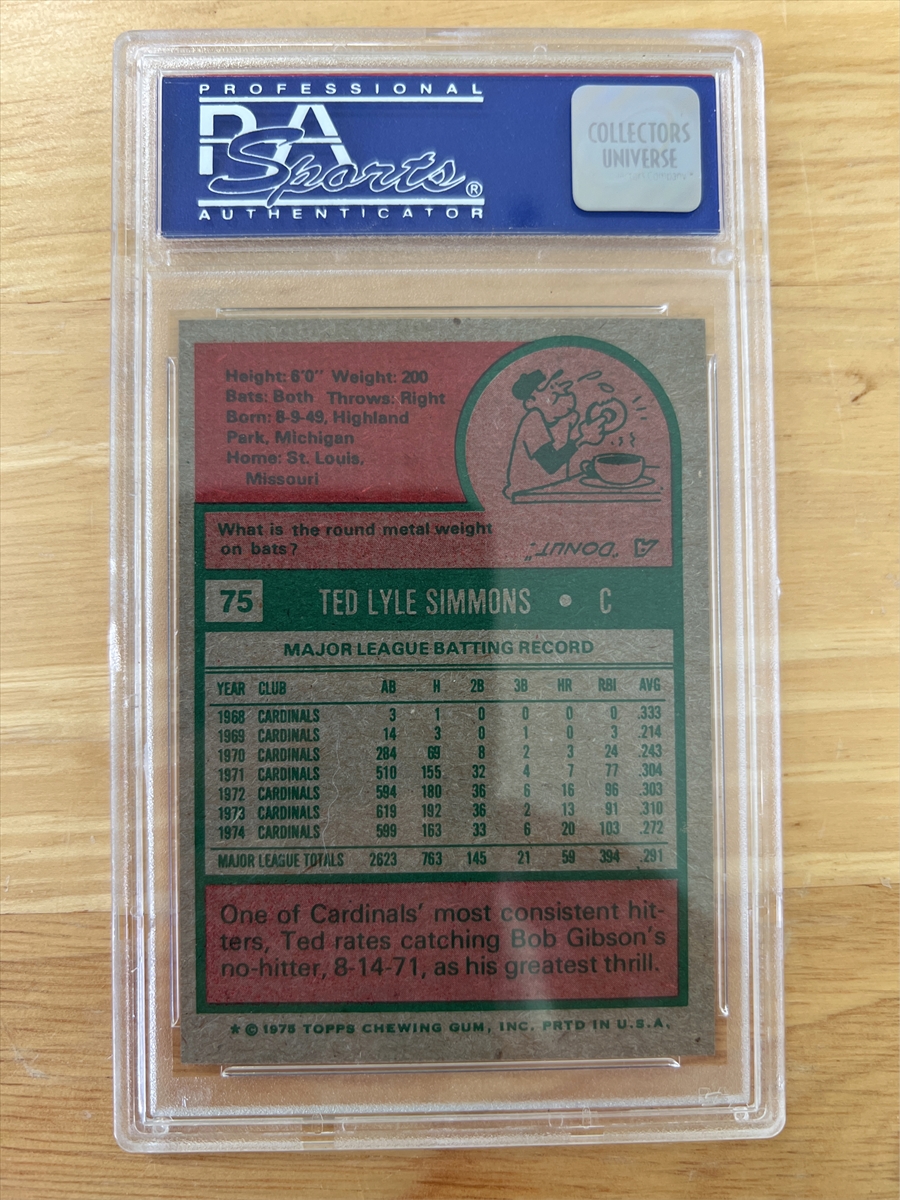 PROFESSIONAL
PSA
Sports®
AUTHENTICATOR
COLLECTORS
UNIVERSE
Height: 6'0" Weight: 200
Bats: Both Throws: Right
Born: 8-9-49, Highland
Park, Michigan
Home: St. Louis,
Missouri
What is the round metal weight
on bats?
A "DONUT."
75 TED LYLE SIMMONS • C
MAJOR LEAGUE BATTING RECORD
YEAR CLUB AB H 2B 3B HR RBI AVG
1968 CARDINALS 3 1 0 0 0 0 .333
1969 CARDINALS 14 3 0 1 0 3 .214
1970 CARDINALS 284 69 8 2 3 24 .243
1971 CARDINALS 510 155 32 4 7 77 .304
1972 CARDINALS 594 180 36 6 16 96 .303
1973 CARDINALS 619 192 36 2 13 91 .310
1974 CARDINALS 599 163 33 6 20 103 .272
MAJOR LEAGUE TOTALS 2623 763 145 21 59 394 .291
One of Cardinals' most consistent hit-
ters, Ted rates catching Bob Gibson's
no-hitter, 8-14-71, as his greatest thrill.
* © 1975 TOPPS CHEWING GUM, INC. PRTD IN U.S.A.